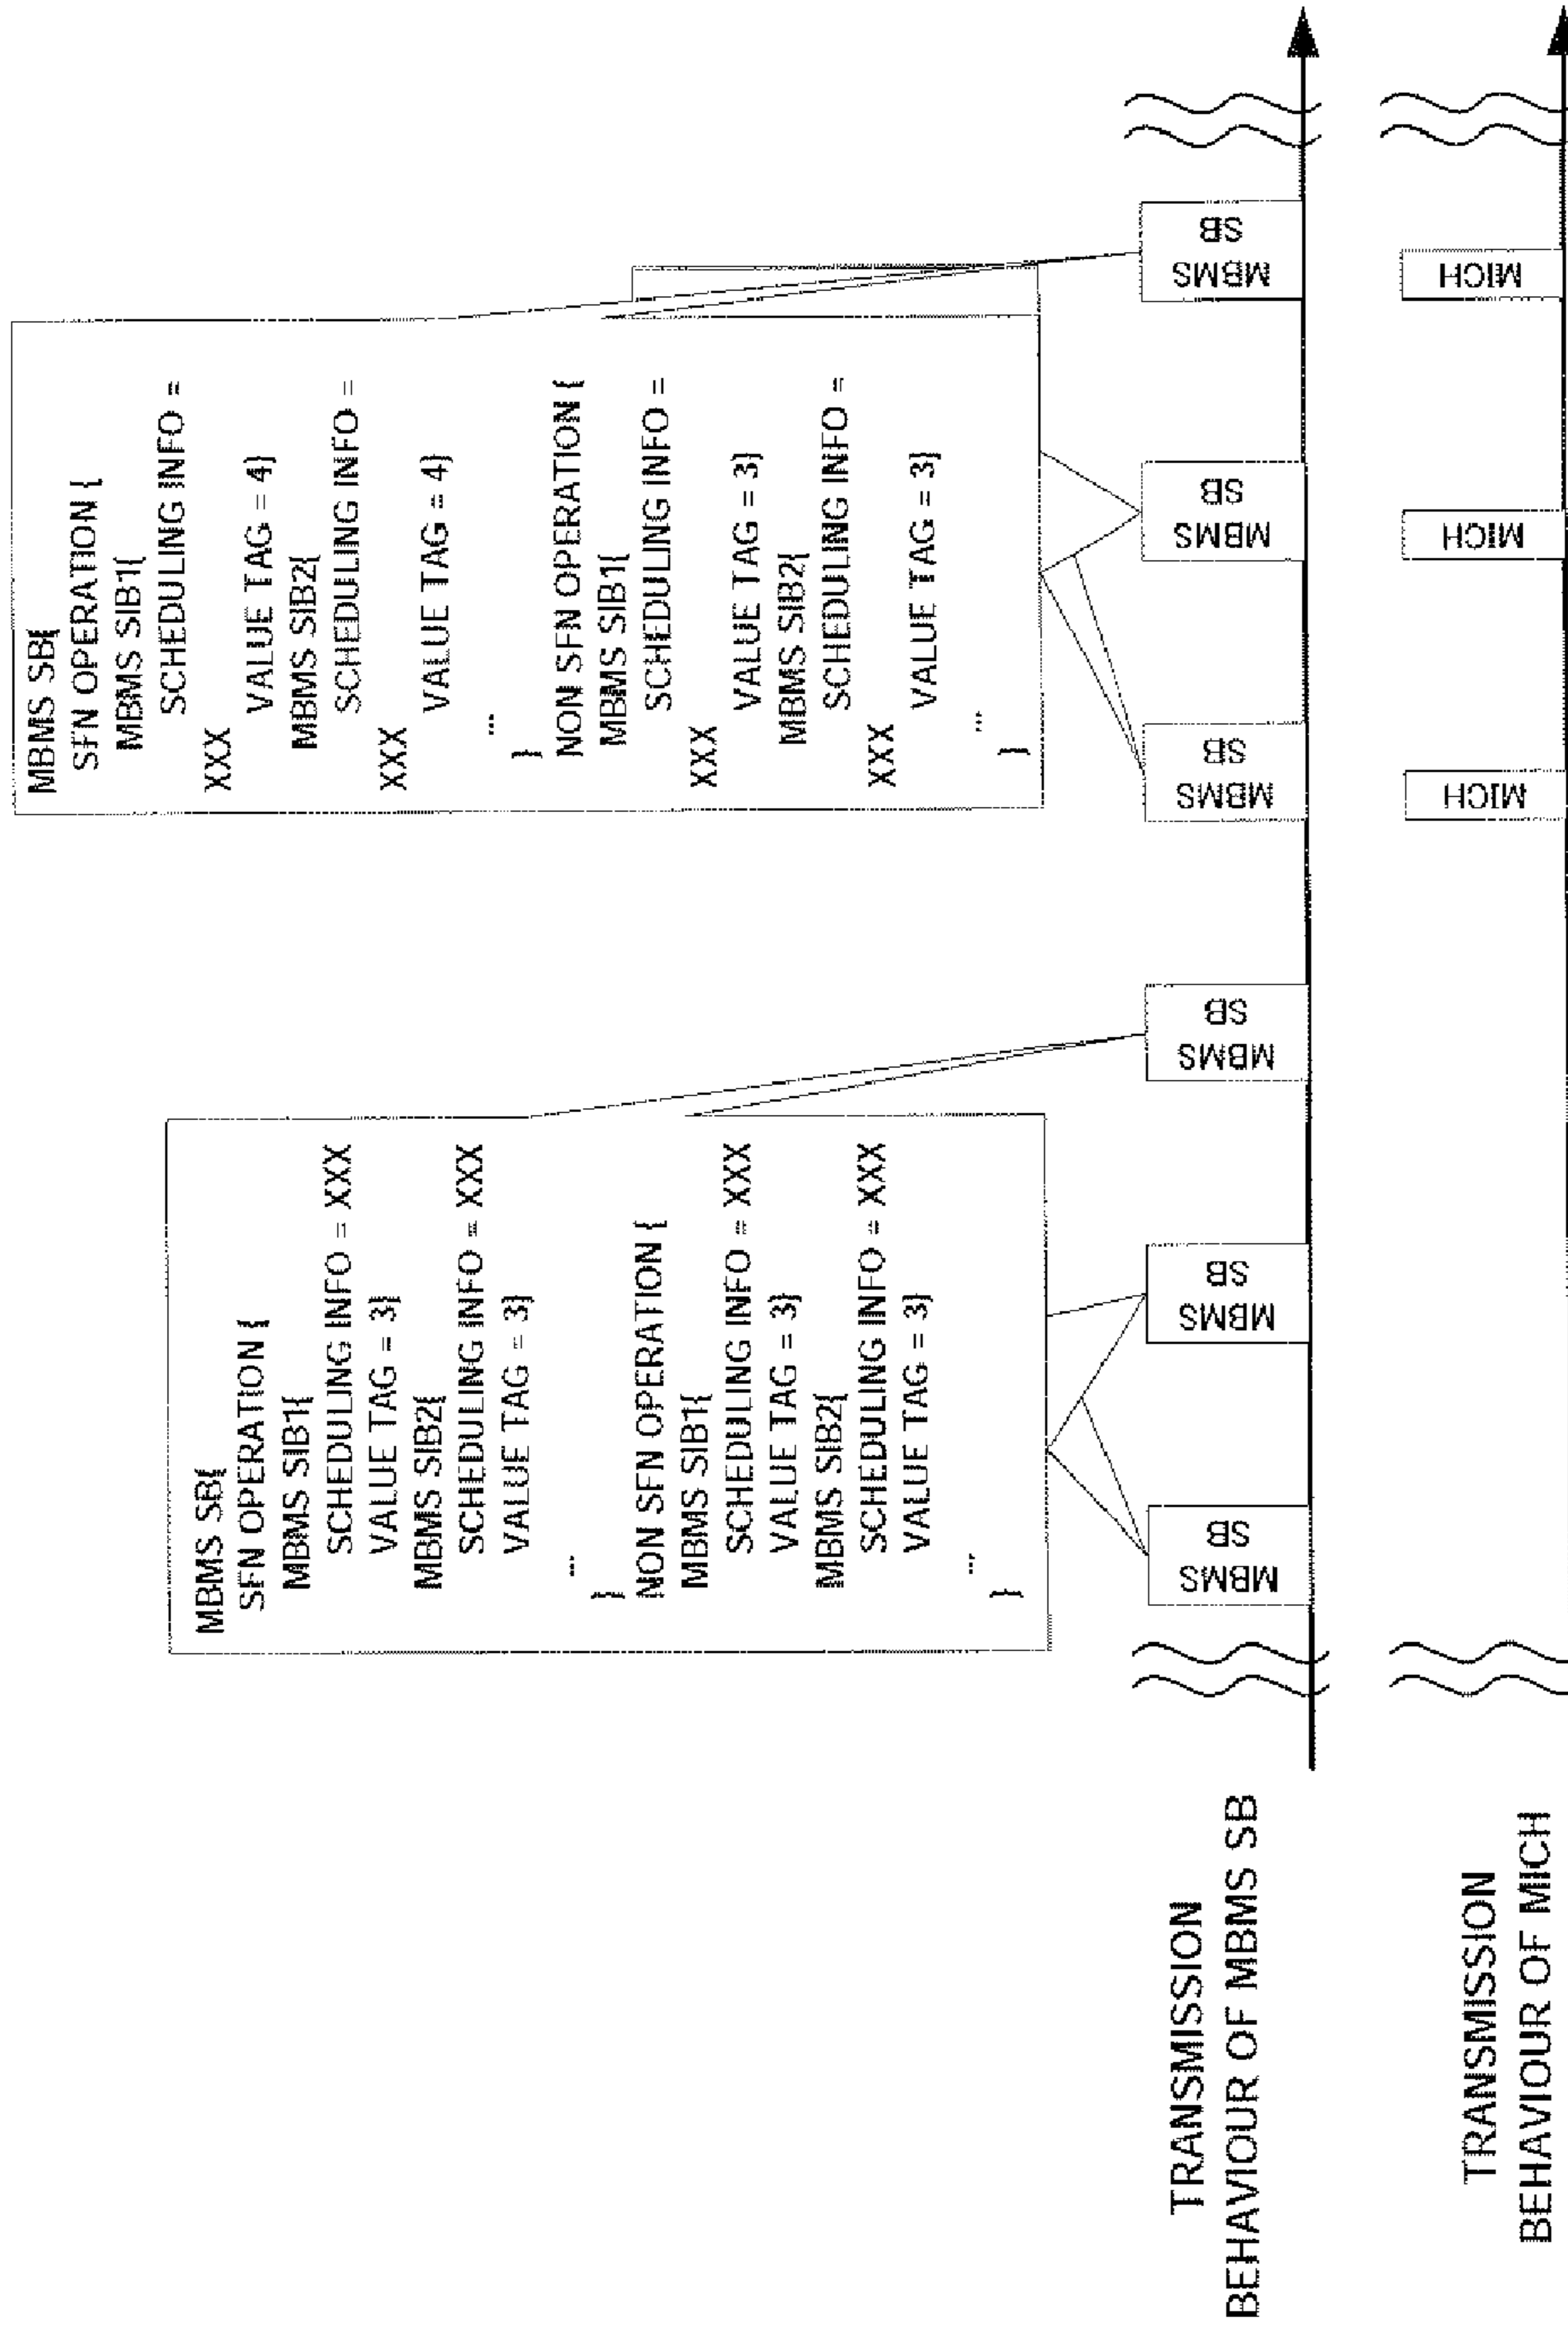 MBMS SB{
SFN OPERATION {
MBMS SIB1{
SCHEDULING INFO = XXX
VALUE TAG = 3}
MBMS SIB2{
SCHEDULING INFO = XXX
VALUE TAG = 3}
...
}
NON SFN OPERATION {
MBMS SIB1{
SCHEDULING INFO = XXX
VALUE TAG = 3}
MBMS SIB2{
SCHEDULING INFO = XXX
VALUE TAG = 3}
...
}
MBMS SB{
SFN OPERATION {
MBMS SIB1{
SCHEDULING INFO =
XXX
VALUE TAG = 4}
MBMS SIB2{
SCHEDULING INFO =
XXX
VALUE TAG = 4}
...
}
NON SFN OPERATION {
MBMS SIB1{
SCHEDULING INFO =
XXX
VALUE TAG = 3}
MBMS SIB2{
SCHEDULING INFO =
XXX
VALUE TAG = 3}
...
}
TRANSMISSION
BEHAVIOUR OF MBMS SB
MBMS
SB
MBMS
SB
MBMS
SB
MBMS
SB
MBMS
SB
MBMS
SB
TRANSMISSION
BEHAVIOUR OF MICH
MICH
MICH
MICH